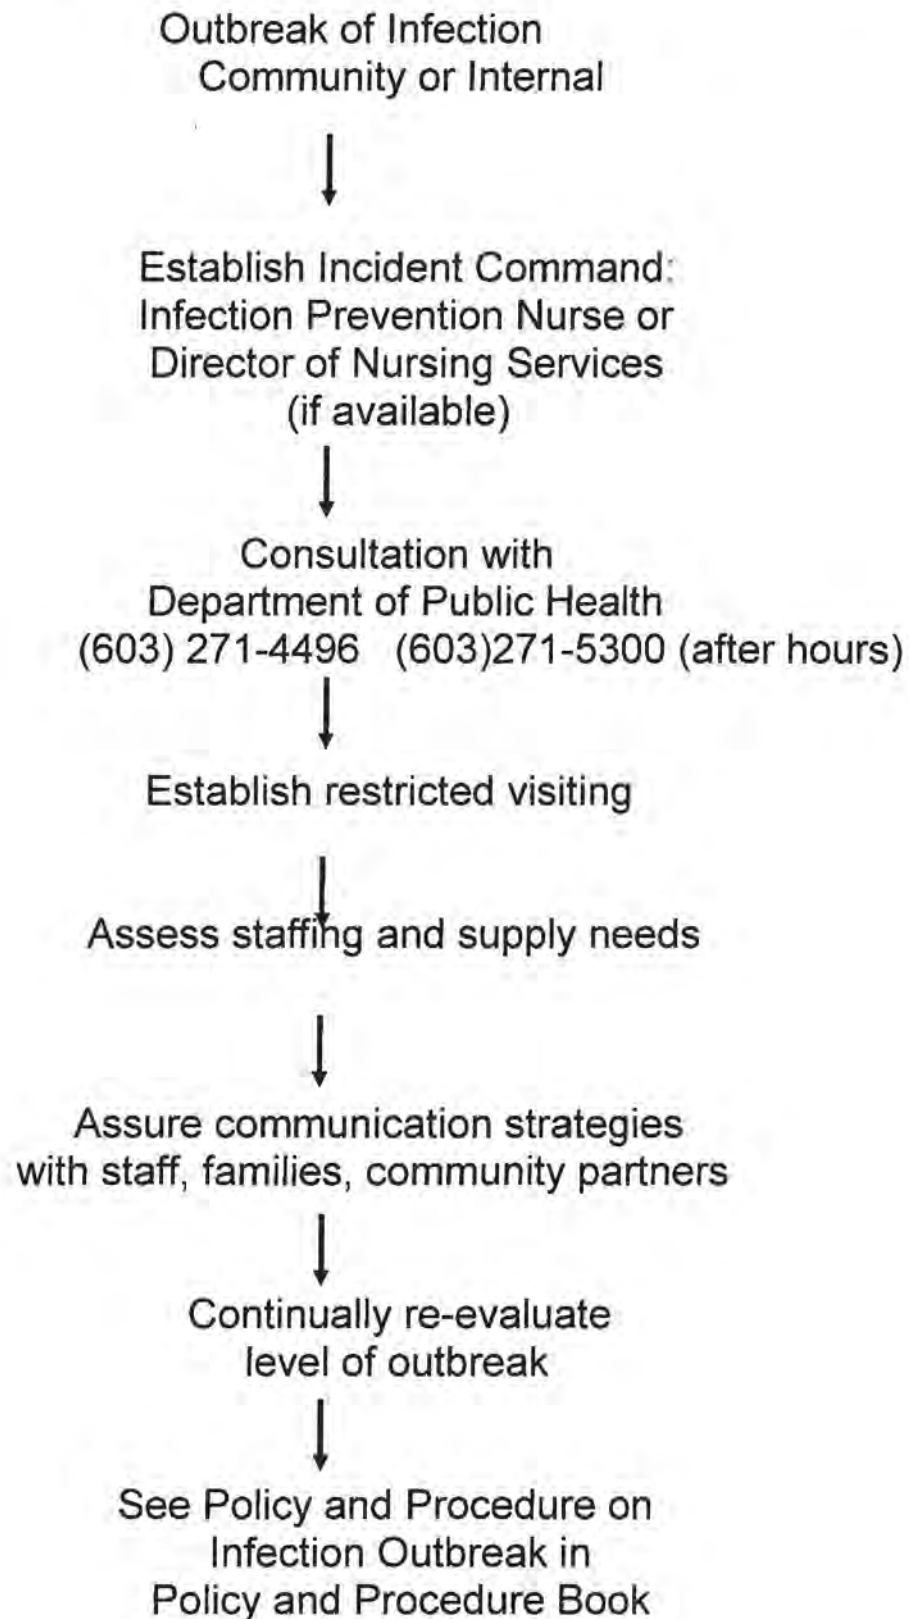 Outbreak of Infection
Community or Internal
Establish Incident Command:
Infection Prevention Nurse or
Director of Nursing Services
(if available)
Consultation with
Department of Public Health
(603) 271-4496 (603)271-5300 (after hours)
Establish restricted visiting
Assess staffing and supply needs
Assure communication strategies
with staff, families, community partners
Continually re-evaluate
level of outbreak
See Policy and Procedure on
Infection Outbreak in
Policy and Procedure Book